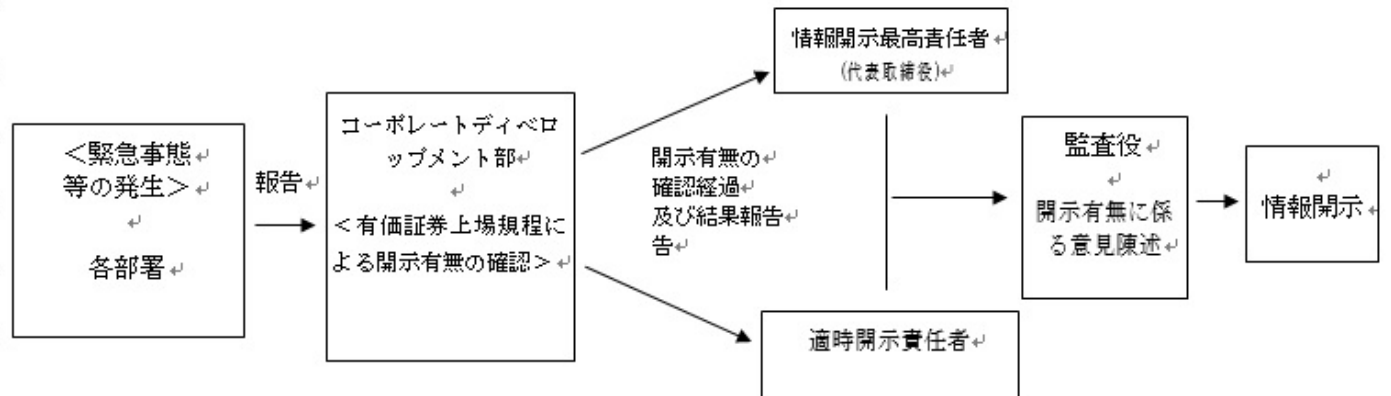 <緊急事態
等の発生>
各部署
報告
コーポレートディベロ
ップメント部
<有価証券上場規程に
よる開示有無の確認>
開示有無の
確認経過
及び結果報告
告
情報開示最高責任者
(代表取締役)
適時開示責任者
監査役
開示有無に係
る意見陳述
情報開示